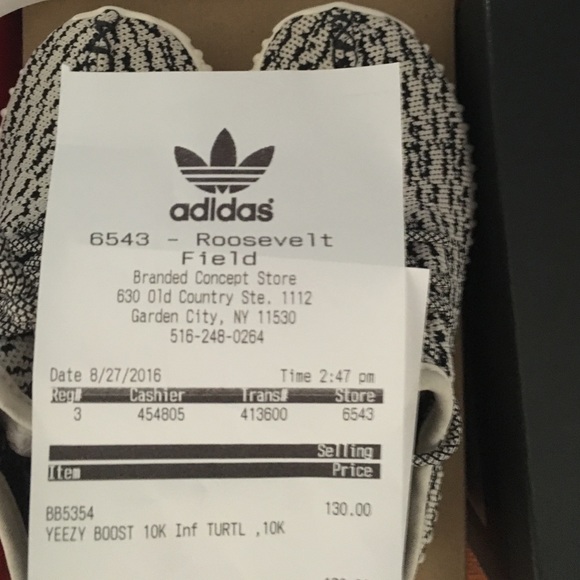 adidas
6543 - Roosevelt
Field
Branded Concept Store
630 Old Country Ste. 1112
Garden City, NY 11530
516-248-0264
Date 8/27/2016 Time 2:47 pm
Reg# Cashier Trans# Store
3 454805 413600 6543
Selling
Item Price
BB5354 130.00
YEEZY BOOST 10K Inf TURTL ,10K